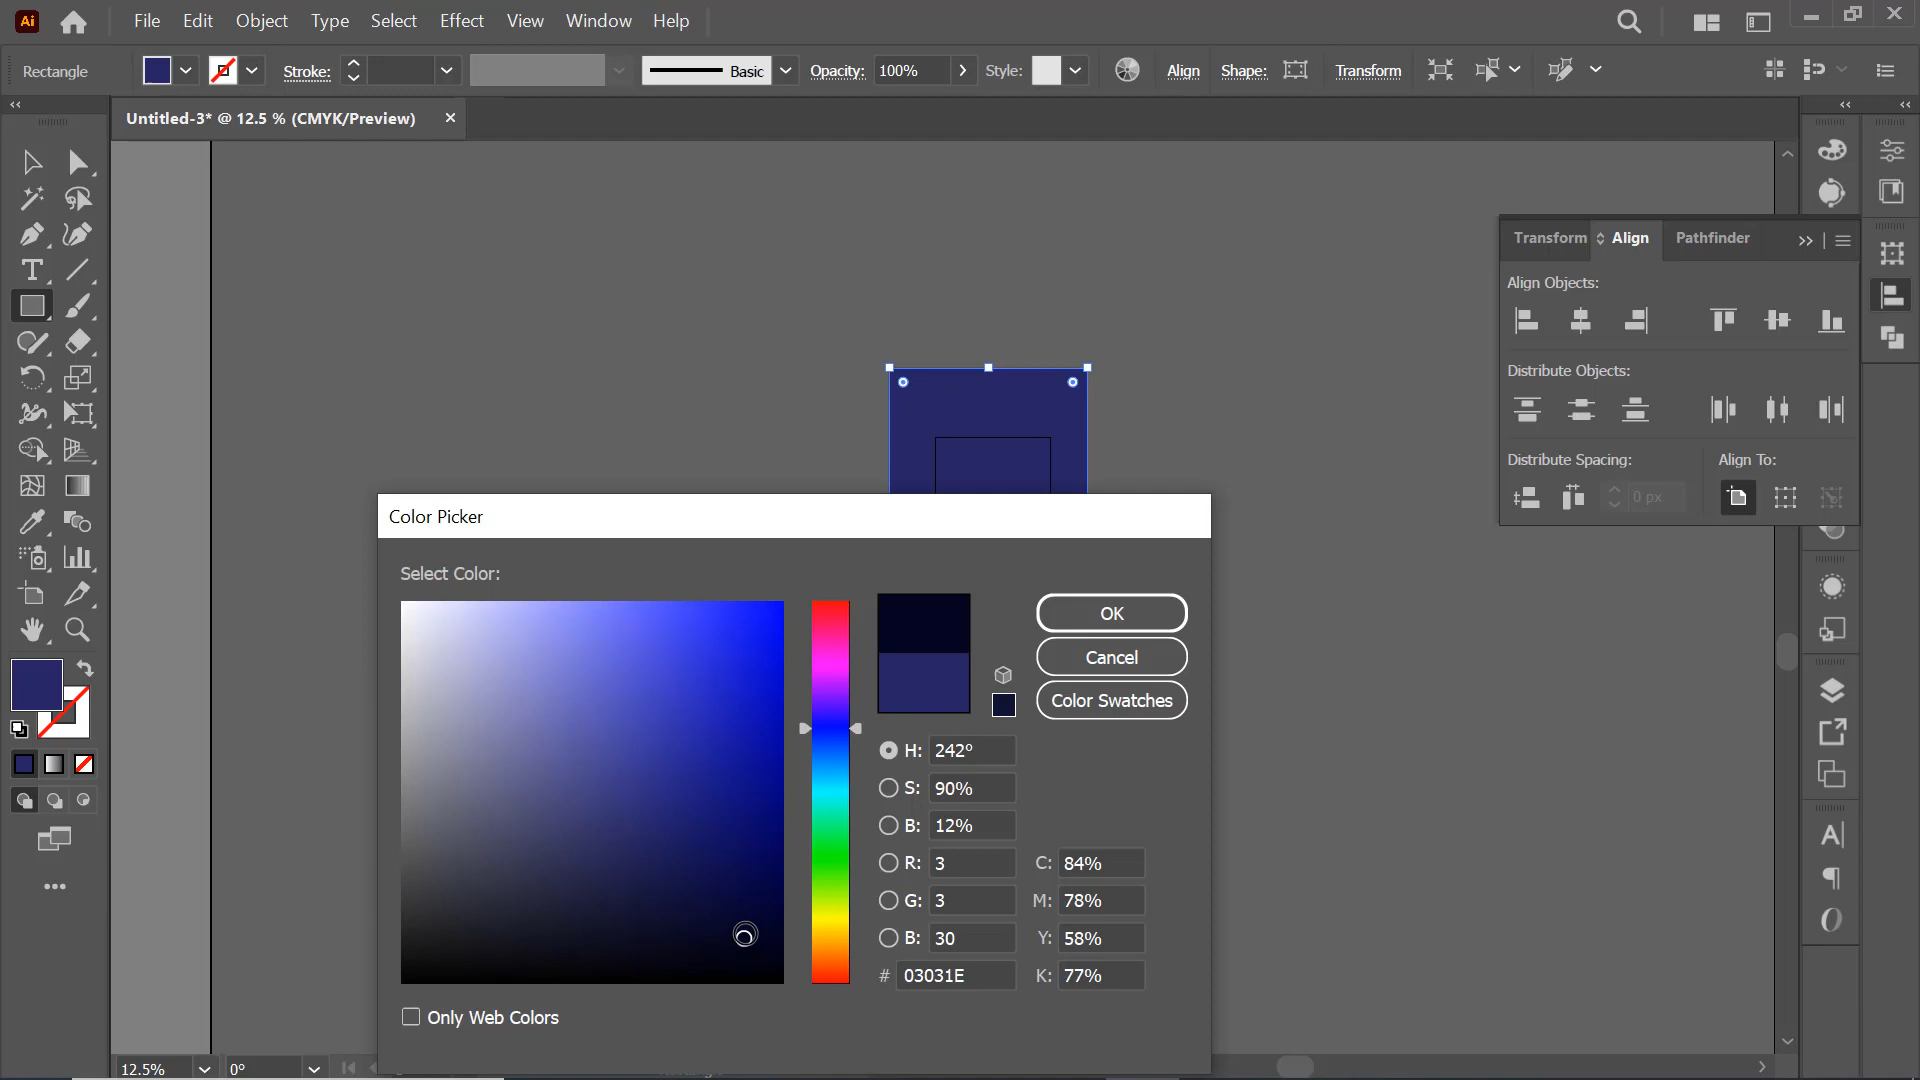 Ai File Edit Object Type Select Effect View Window Help
Rectangle Stroke: Basic Opacity: 100% Style: Align Shape: Transform
Untitled-3* @ 12.5 % (CMYK/Preview)
Transform Align Pathfinder
Align Objects:
Distribute Objects:
Distribute Spacing: Align To:
0 px
Color Picker
Select Color:
OK
Cancel
Color Swatches
H: 242°
S: 90%
B: 12%
R: 3 C: 84%
G: 3 M: 78%
B: 30 Y: 58%
# 03031E K: 77%
Only Web Colors
12.5% 0°